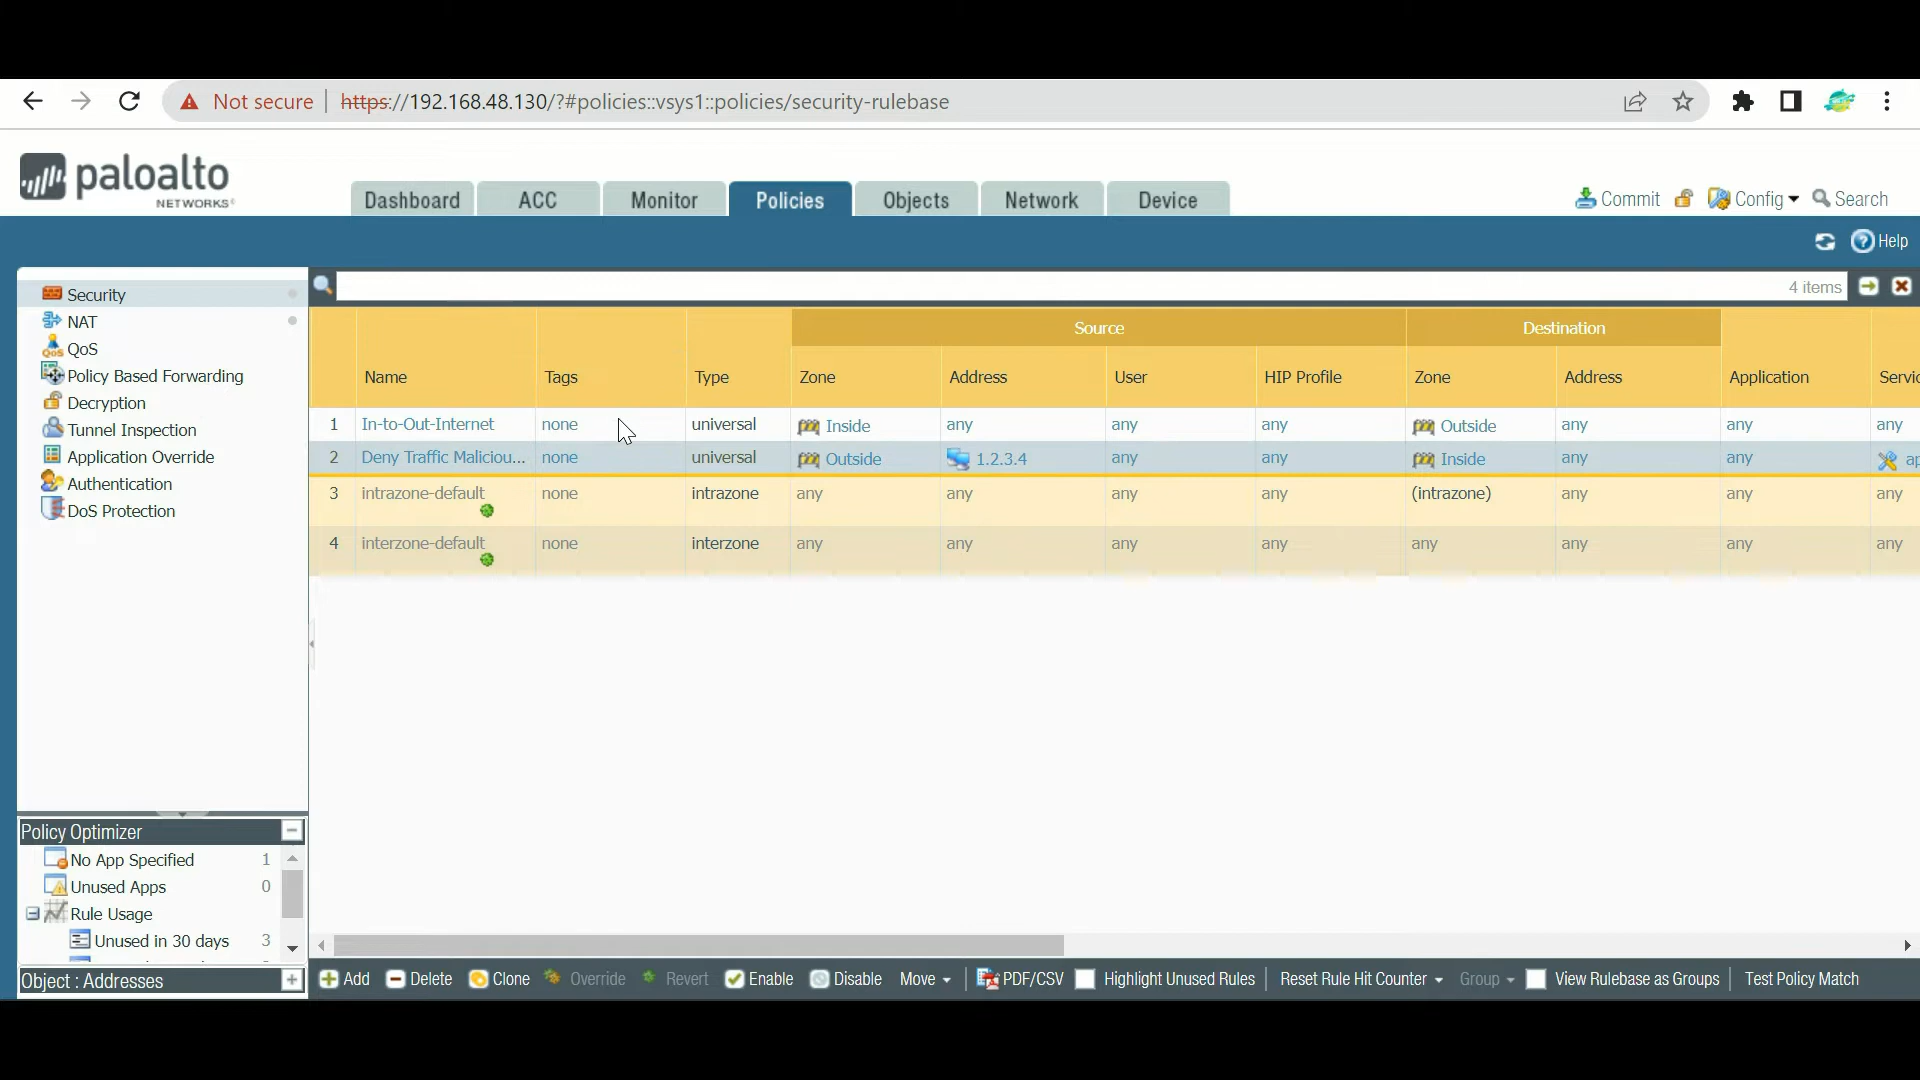 Not secure https://192.168.48.130/?#policies::vsys1::policies/security-rulebase
paloalto
NETWORKS
Dashboard ACC Monitor Policies Objects Network Device
Commit Config Search
Help
4 items
Security
NAT
QoS
Policy Based Forwarding
Decryption
Tunnel Inspection
Application Override
Authentication
DoS Protection
Source Destination
Name Tags Type Zone Address User HIP Profile Zone Address Application Servic
1 In-to-Out-Internet none universal Inside any any any Outside any any any
2 Deny Traffic Maliciou... none universal Outside 1.2.3.4 any any Inside any any ap
3 intrazone-default none intrazone any any any any (intrazone) any any any
4 interzone-default none interzone any any any any any any any any
Policy Optimizer
No App Specified 1
Unused Apps 0
Rule Usage
Unused in 30 days 3
Object : Addresses
Add Delete Clone Override Revert Enable Disable Move PDF/CSV Highlight Unused Rules Reset Rule Hit Counter Group View Rulebase as Groups Test Policy Match